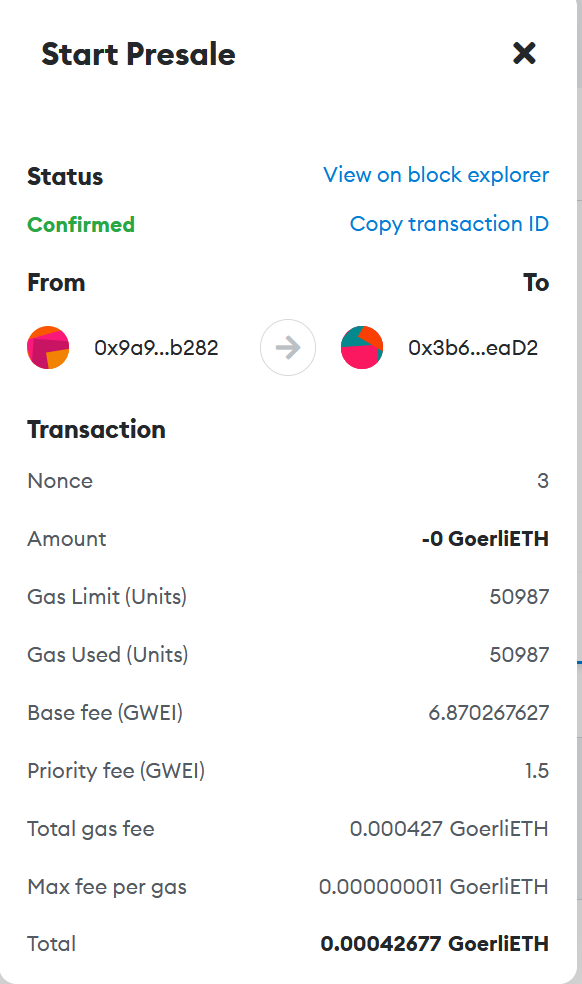 Start Presale
Status View on block explorer
Confirmed Copy transaction ID
From To
0x9a9...b282 0x3b6...eaD2
Transaction
Nonce 3
Amount -0 GoerliETH
Gas Limit (Units) 50987
Gas Used (Units) 50987
Base fee (GWEI) 6.870267627
Priority fee (GWEI) 1.5
Total gas fee 0.000427 GoerliETH
Max fee per gas 0.000000011 GoerliETH
Total 0.00042677 GoerliETH